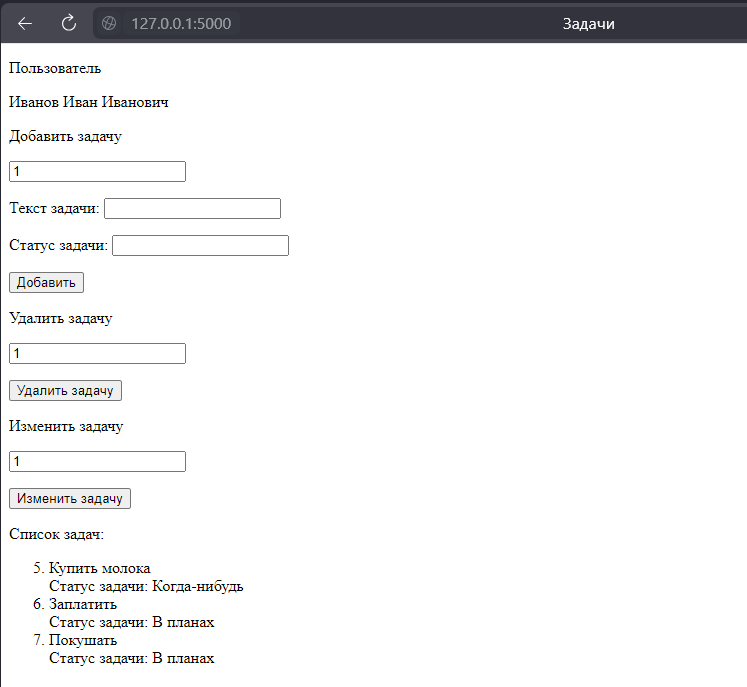 127.0.0.1:5000 Задачи
Пользователь
Иванов Иван Иванович
Добавить задачу
1
Текст задачи:
Статус задачи:
Добавить
Удалить задачу
1
Удалить задачу
Изменить задачу
1
Изменить задачу
Список задач:
5. Купить молока
Статус задачи: Когда-нибудь
6. Заплатить
Статус задачи: В планах
7. Покушать
Статус задачи: В планах